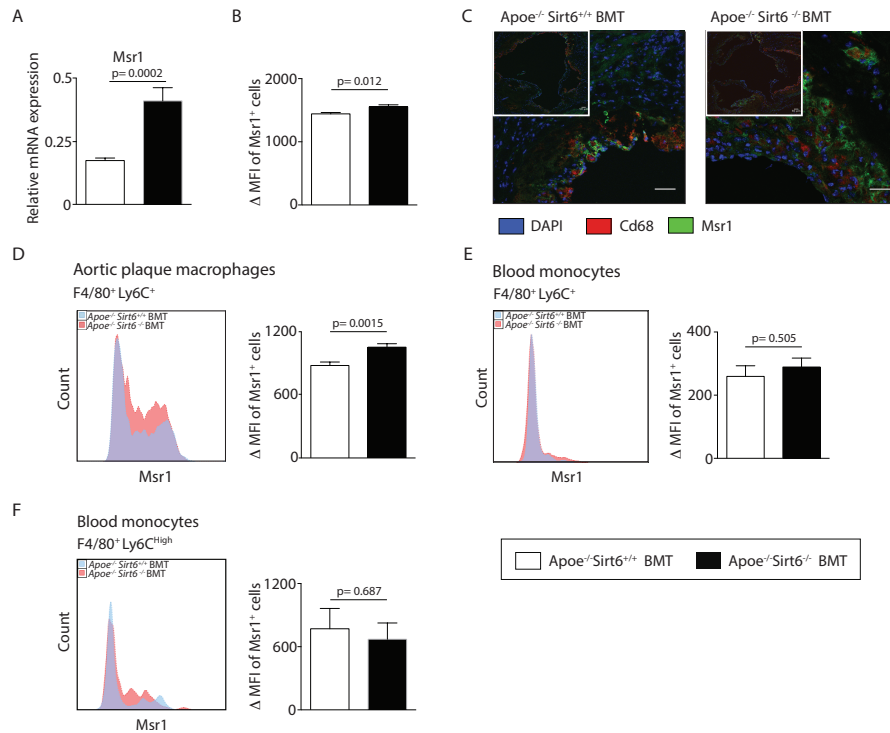 A
Msr1
p= 0.0002
0.5
0.25
0
Relative mRNA expression
B
p= 0.012
2000
1300
600
0
Δ MFI of Msr1⁺ cells
C
Apoe⁻/⁻ Sirt6⁺/⁺ BMT
Apoe⁻/⁻ Sirt6 ⁻/⁻ BMT
DAPI
Cd68
Msr1
D
Aortic plaque macrophages
F4/80⁺ Ly6C⁺
Apoe⁻/⁻ Sirt6⁺/⁺ BMT
Apoe⁻/⁻ Sirt6 ⁻/⁻ BMT
Count
Msr1
p= 0.0015
1200
900
600
0
Δ MFI of Msr1⁺ cells
E
Blood monocytes
F4/80⁺ Ly6C⁺
Apoe⁻/⁻ Sirt6⁺/⁺ BMT
Apoe⁻/⁻ Sirt6 ⁻/⁻ BMT
Count
Msr1
p= 0.505
400
200
0
Δ MFI of Msr1⁺ cells
F
Blood monocytes
F4/80⁺ Ly6C^High
Apoe⁻/⁻ Sirt6⁺/⁺ BMT
Apoe⁻/⁻ Sirt6 ⁻/⁻ BMT
Count
Msr1
p= 0.687
1200
600
0
Δ MFI of Msr1⁺ cells
Apoe⁻/⁻Sirt6⁺/⁺ BMT
Apoe⁻/⁻Sirt6⁻/⁻ BMT